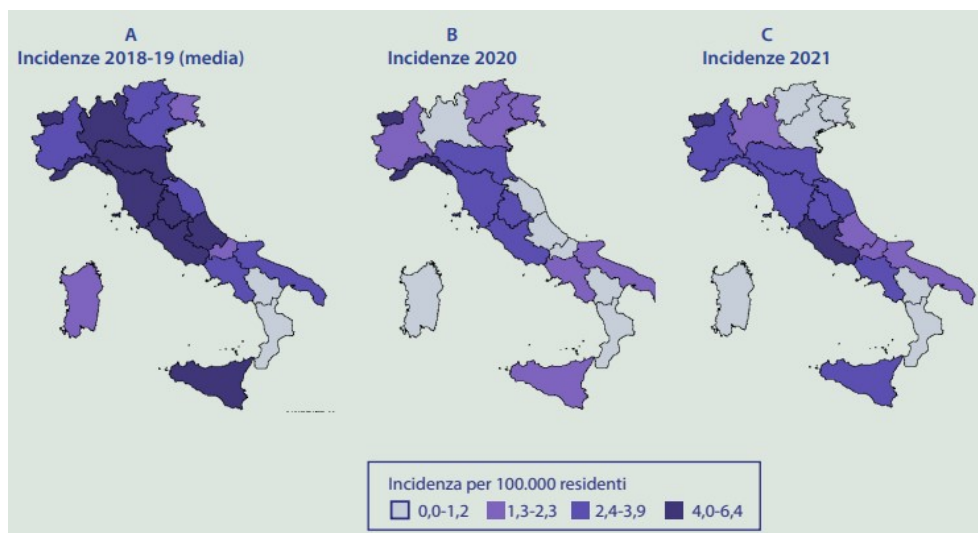 A
Incidenze 2018-19 (media)
B
Incidenze 2020
C
Incidenze 2021
Incidenza per 100.000 residenti
0,0-1,2 1,3-2,3 2,4-3,9 4,0-6,4